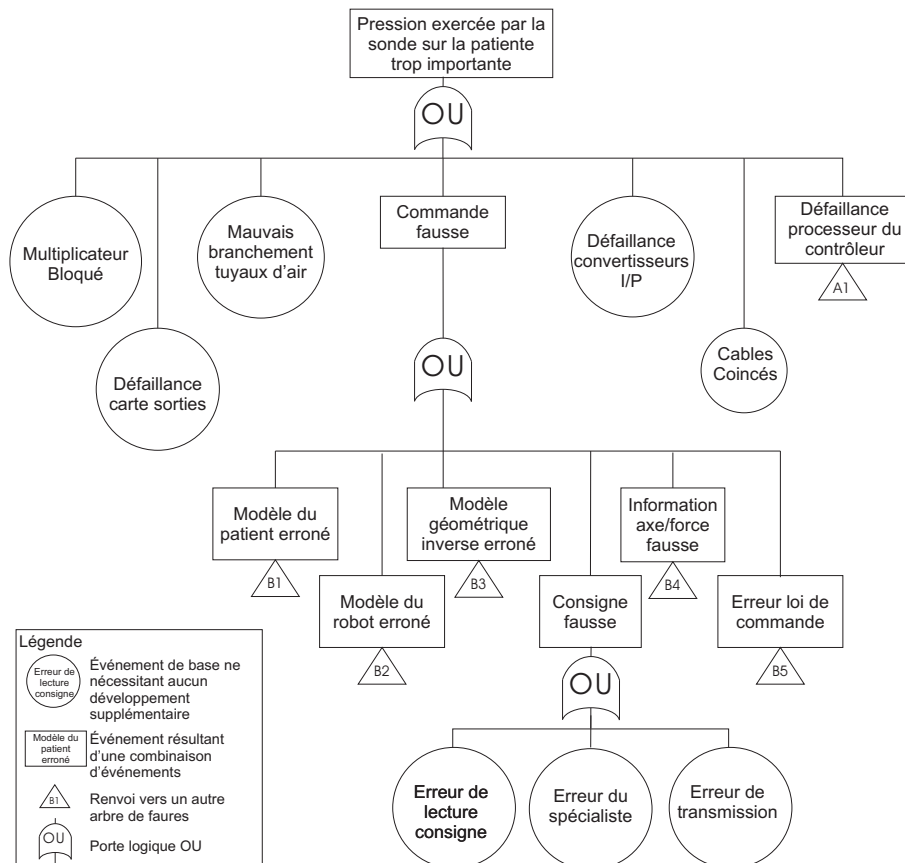 Pression exercée par la
sonde sur la patiente
trop importante
OU
Multiplicateur
Bloqué
Défaillance
carte sorties
Mauvais
branchement
tuyaux d'air
Commande
fausse
Défaillance
convertisseurs
I/P
Cables
Coincés
Défaillance
processeur du
contrôleur
A1
OU
Modèle du
patient erroné
B1
Modèle du
robot erroné
B2
Modèle
géométrique
inverse erroné
B3
Consigne
fausse
Information
axe/force
fausse
B4
Erreur loi de
commande
B5
OU
Erreur de
lecture
consigne
Erreur du
spécialiste
Erreur de
transmission
Légende
Erreur de
lecture
consigne
Événement de base ne
nécessitant aucun
développement
supplémentaire
Modèle du
patient
erroné
Événement résultant
d'une combinaison
d'événements
B1
Renvoi vers un autre
arbre de faures
OU
Porte logique OU